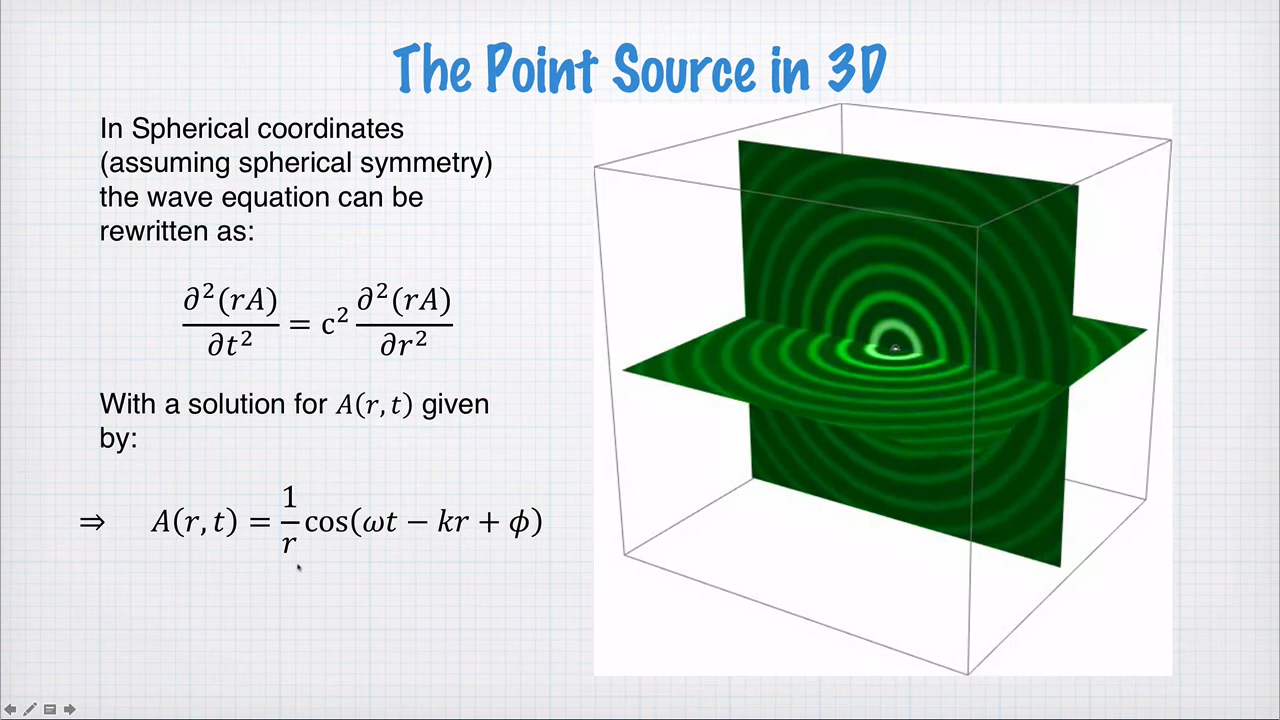 The Point Source in 3D
In Spherical coordinates
(assuming spherical symmetry)
the wave equation can be
rewritten as:
∂²(rA)/∂t² = c² ∂²(rA)/∂r²
With a solution for A(r, t) given
by:
⇒ A(r, t) = 1/r cos(ωt − kr + ϕ)